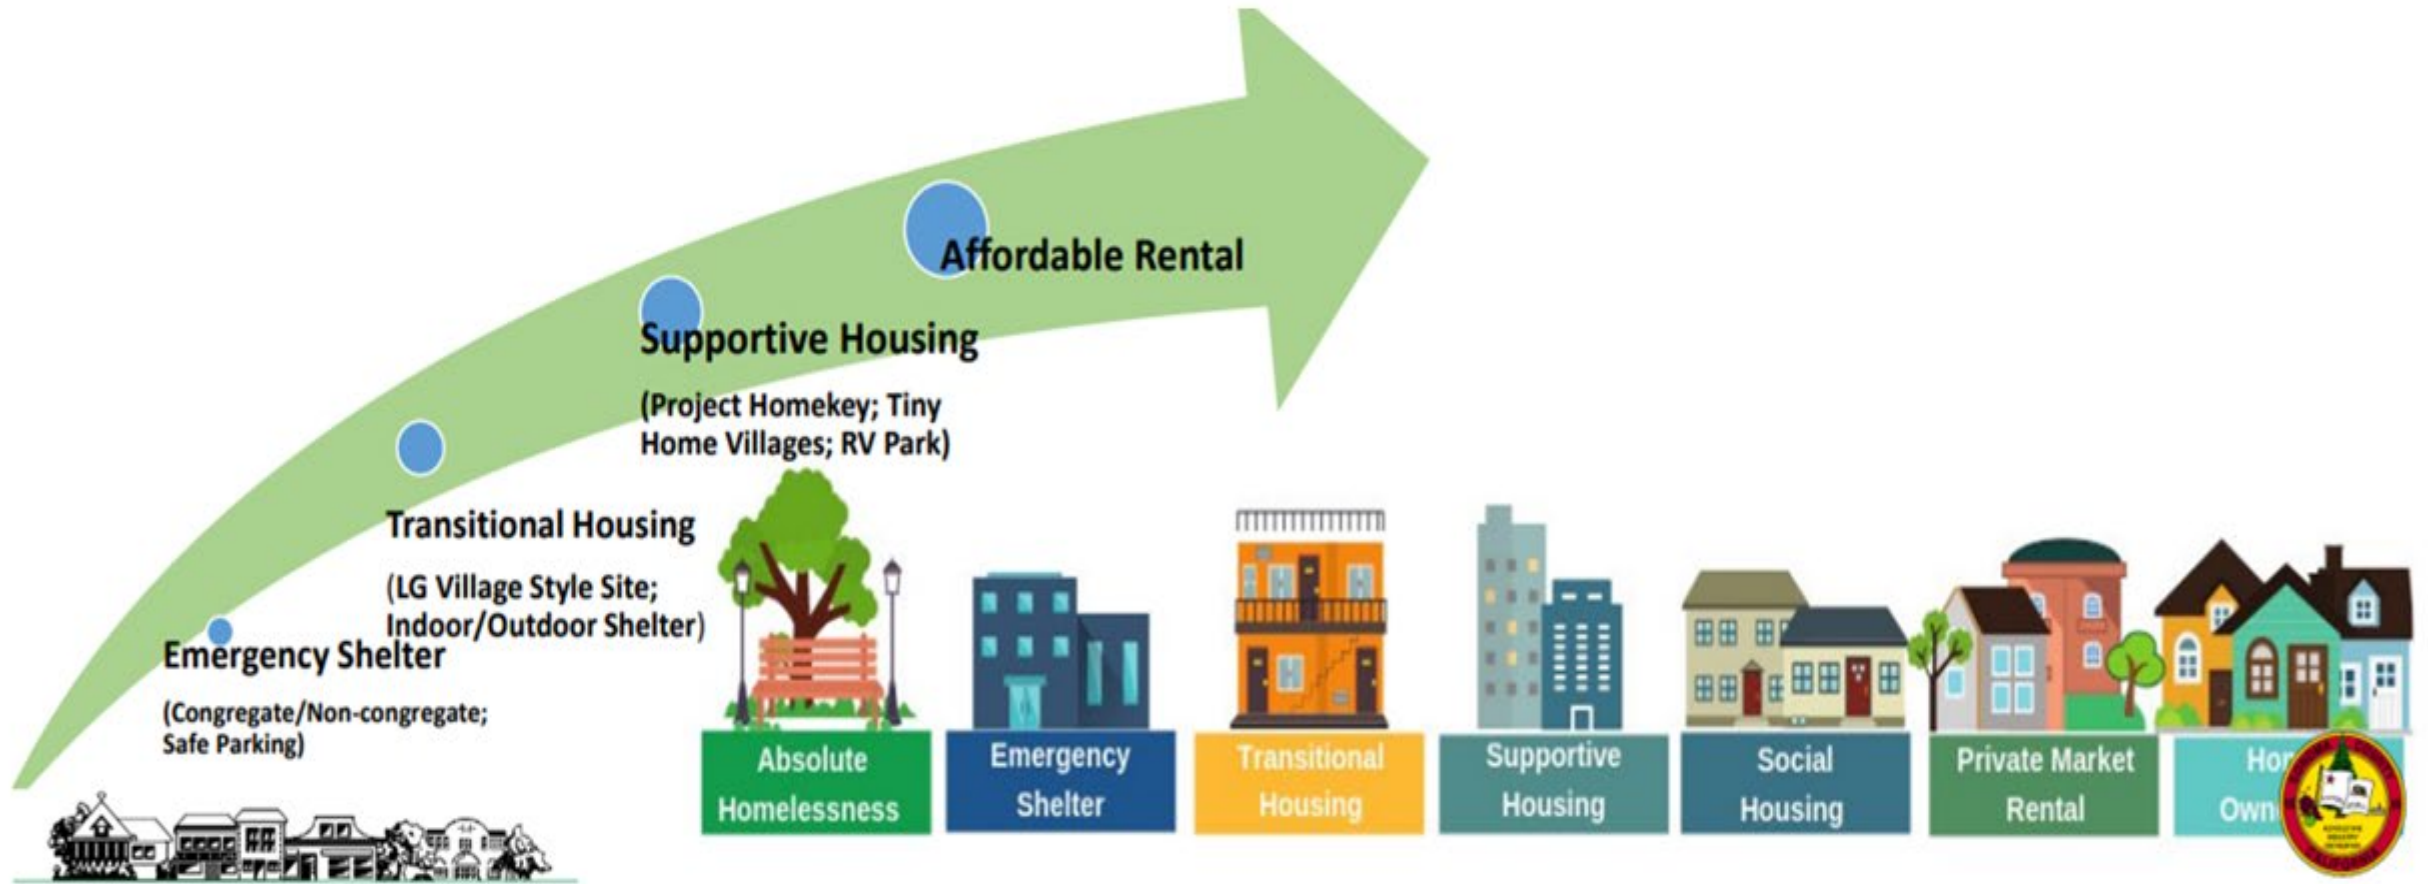 Affordable Rental
Supportive Housing
(Project Homekey; Tiny
Home Villages; RV Park)
Transitional Housing
(LG Village Style Site;
Indoor/Outdoor Shelter)
Emergency Shelter
(Congregate/Non-congregate;
Safe Parking)
Absolute
Homelessness
Emergency
Shelter
Transitional
Housing
Supportive
Housing
Social
Housing
Private Market
Rental
CALIFORNIA